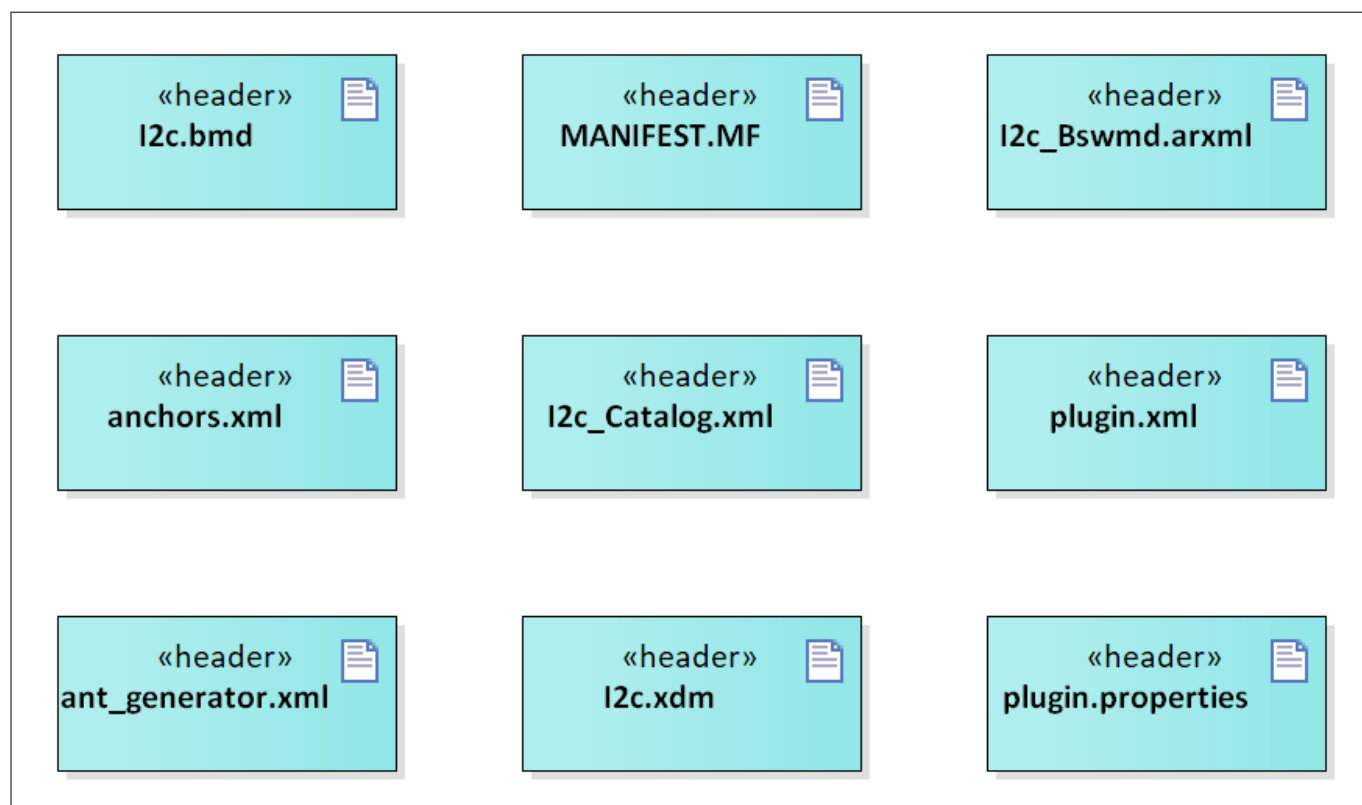 «header»
I2c.bmd
«header»
MANIFEST.MF
«header»
I2c_Bswmd.arxml
«header»
anchors.xml
«header»
I2c_Catalog.xml
«header»
plugin.xml
«header»
ant_generator.xml
«header»
I2c.xdm
«header»
plugin.properties